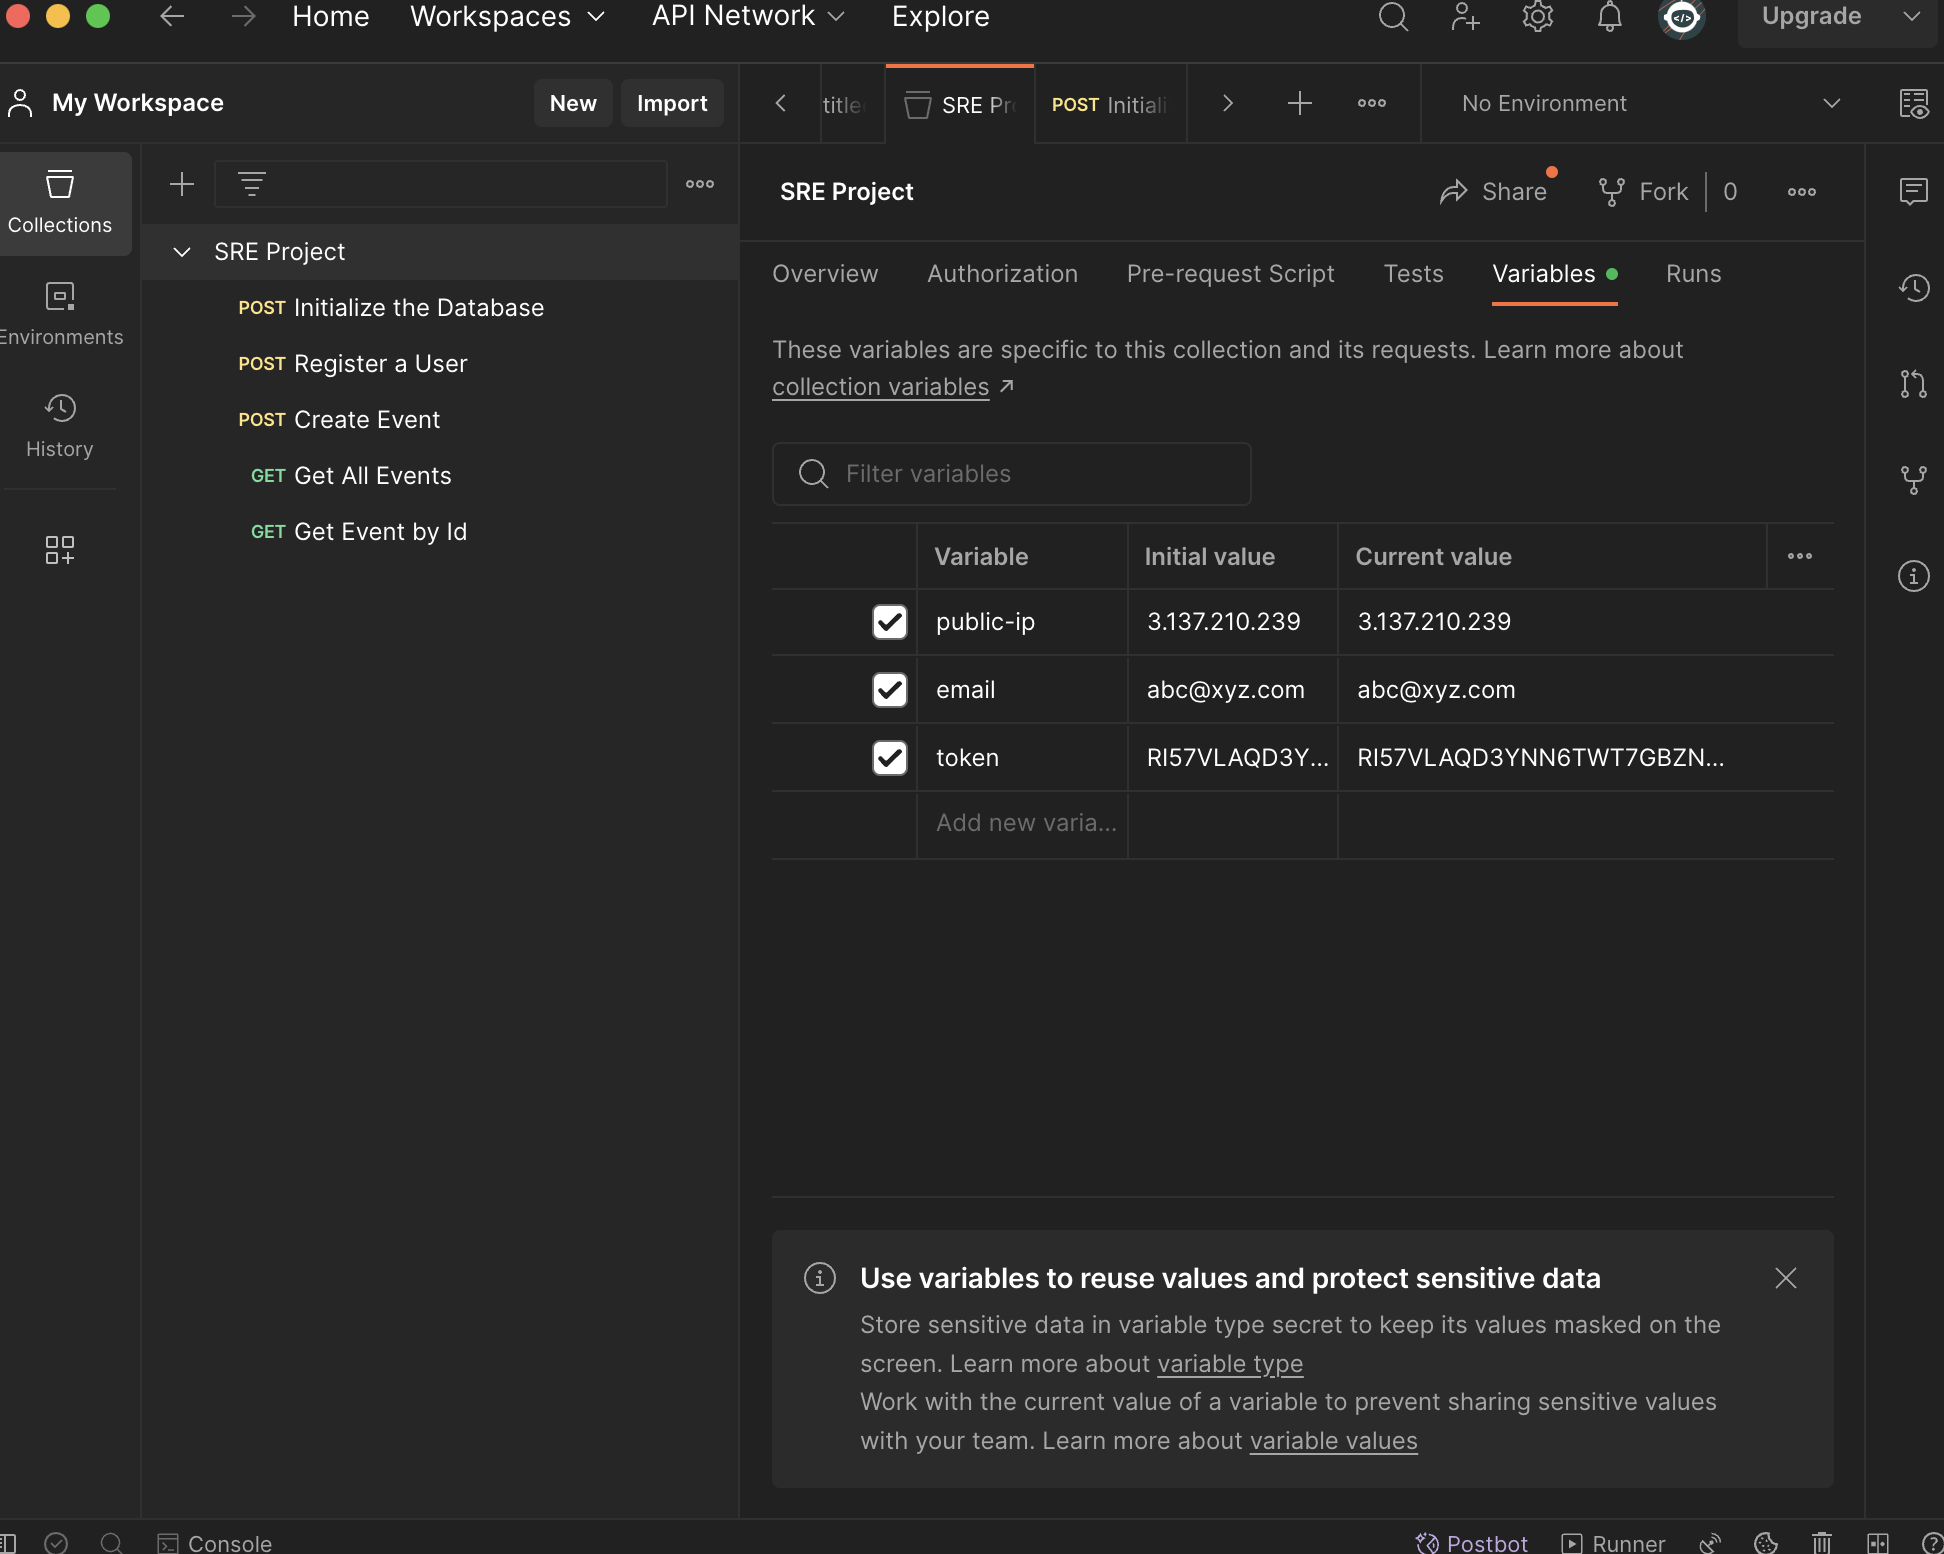 Home Workspaces API Network Explore Upgrade
My Workspace New Import SRE Pr POST Initiali No Environment
Collections
Environments
History
SRE Project
POST Initialize the Database
POST Register a User
POST Create Event
GET Get All Events
GET Get Event by Id
SRE Project Share Fork 0
Overview Authorization Pre-request Script Tests Variables Runs
These variables are specific to this collection and its requests. Learn more about
collection variables ↗
Filter variables
Variable Initial value Current value
public-ip 3.137.210.239 3.137.210.239
email abc@xyz.com abc@xyz.com
token RI57VLAQD3Y... RI57VLAQD3YNN6TWT7GBZN...
Add new varia...
Use variables to reuse values and protect sensitive data
Store sensitive data in variable type secret to keep its values masked on the
screen. Learn more about variable type
Work with the current value of a variable to prevent sharing sensitive values
with your team. Learn more about variable values
Console Postbot Runner